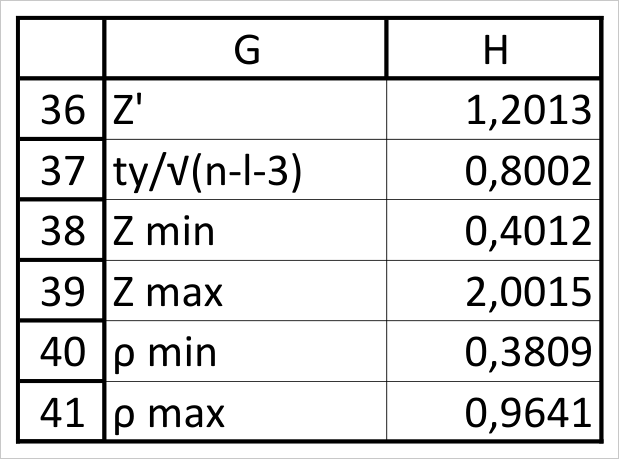 G H
36 Z' 1,2013
37 ty/√(n-l-3) 0,8002
38 Z min 0,4012
39 Z max 2,0015
40 ρ min 0,3809
41 ρ max 0,9641